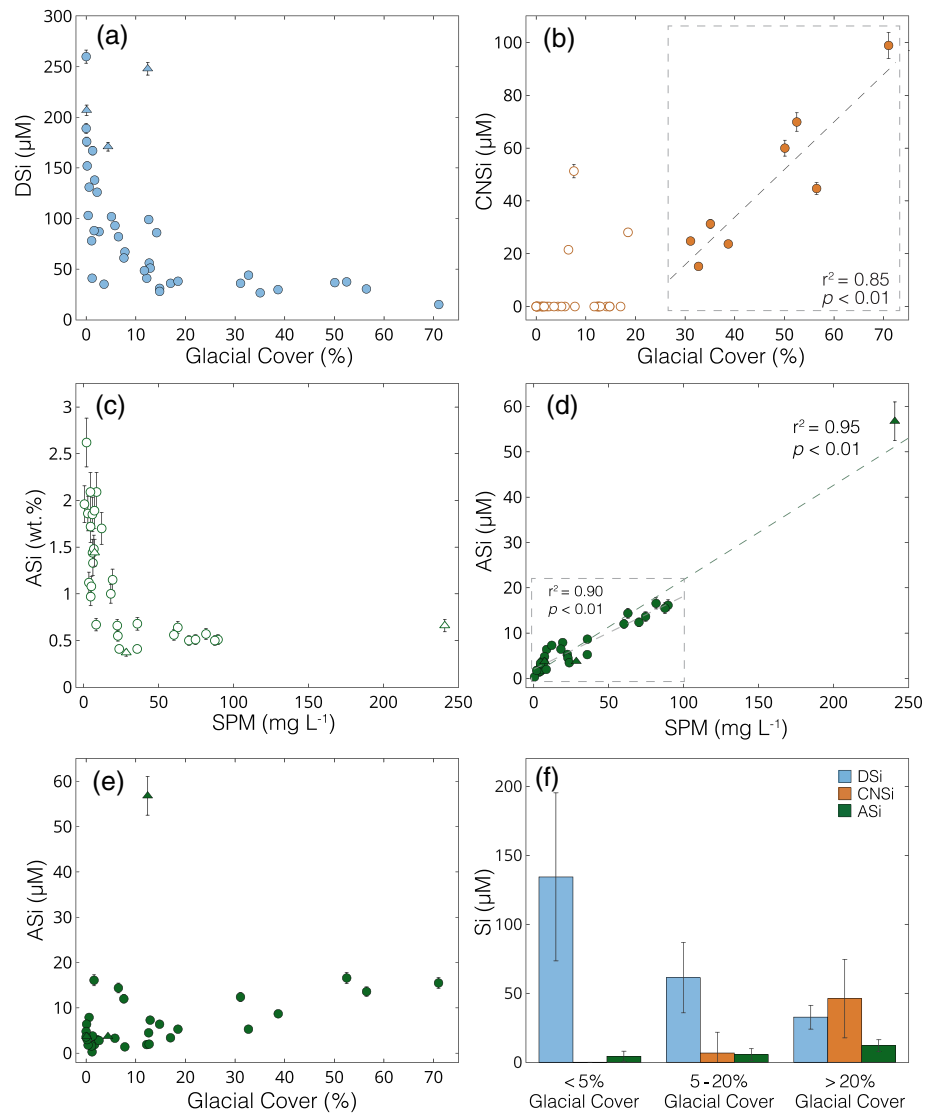 (a)
300
250
200
150
100
50
0
DSi (µM)
0 10 20 30 40 50 60 70
Glacial Cover (%)
(b)
100
80
60
40
20
0
CNSi (µM)
r² = 0.85
p < 0.01
0 10 20 30 40 50 60 70
Glacial Cover (%)
(c)
3
2.5
2
1.5
1
0.5
0
ASi (wt.%)
0 50 100 150 200 250
SPM (mg L⁻¹)
(d)
60
50
40
30
20
10
0
ASi (µM)
r² = 0.95
p < 0.01
r² = 0.90
p < 0.01
0 50 100 150 200 250
SPM (mg L⁻¹)
(e)
60
50
40
30
20
10
0
ASi (µM)
0 10 20 30 40 50 60 70
Glacial Cover (%)
(f)
200
150
100
50
0
Si (µM)
DSi
CNSi
ASi
<5% 5-20% >20%
Glacial Cover Glacial Cover Glacial Cover